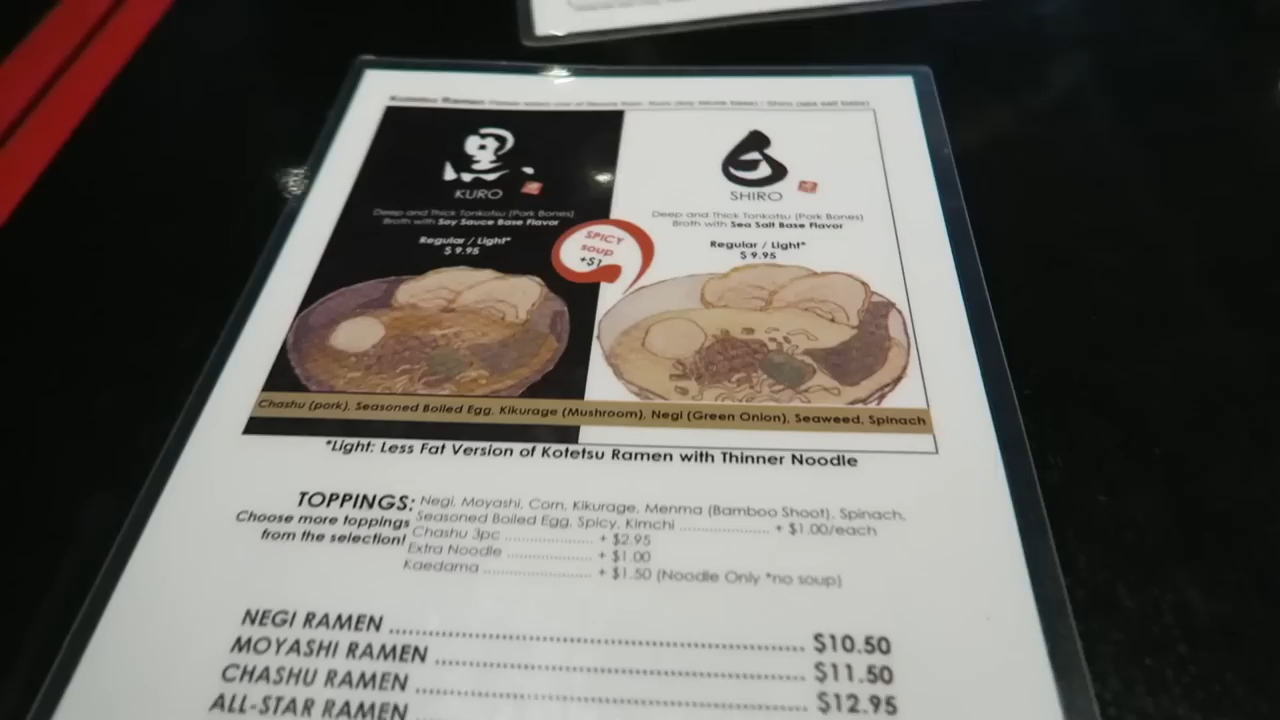 Kotetsu Ramen
黒
KURO
Deep and Thick Tonkotsu (Pork Bones)
Broth with Soy Sauce Base Flavor
Regular / Light*
$ 9.95
SPICY
soup
+$1
白
SHIRO
Deep and Thick Tonkotsu (Pork Bones)
Broth with Sea Salt Base Flavor
Regular / Light*
$ 9.95
Chashu (pork), Seasoned Boiled Egg, Kikurage (Mushroom), Negi (Green Onion), Seaweed, Spinach
*Light: Less Fat Version of Kotetsu Ramen with Thinner Noodle
TOPPINGS: Negi, Moyashi, Corn, Kikurage, Menma (Bamboo Shoot), Spinach,
Choose more toppings Seasoned Boiled Egg, Spicy, Kimchi .................... + $1.00/each
from the selection! Chashu 3pc ........................ + $2.95
Extra Noodle ...................... + $1.00
Kaedama ........................... + $1.50 (Noodle Only *no soup)
NEGI RAMEN ........................ $10.50
MOYASHI RAMEN ........................ $11.50
CHASHU RAMEN ........................ $12.95
ALL-STAR RAMEN